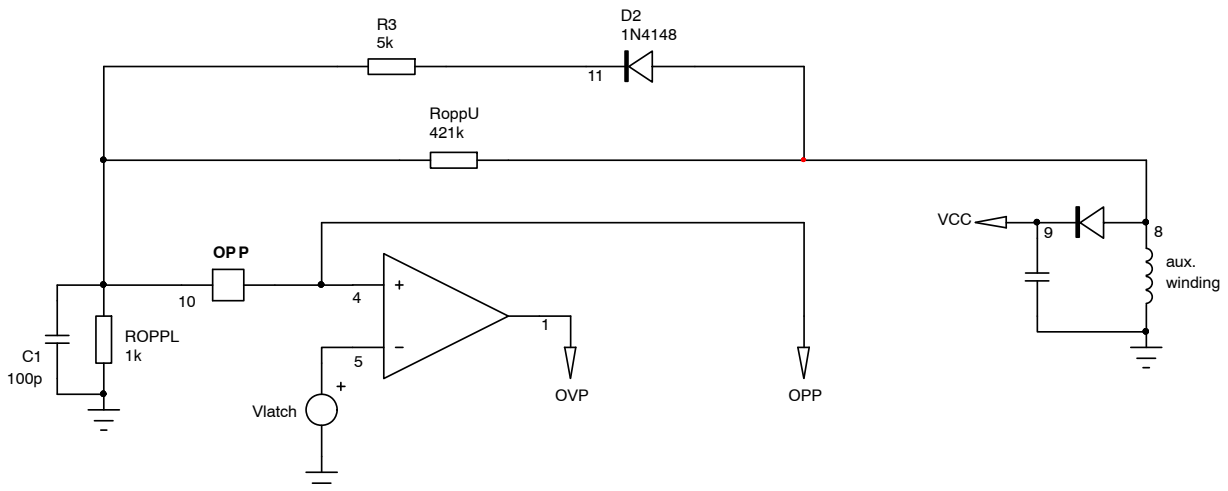 D2
1N4148
R3
5k
11
RoppU
421k
VCC
9
8
aux.
winding
OPP
10
4
+
5
−
1
ROPPL
1k
C1
100p
+
Vlatch
OVP
OPP